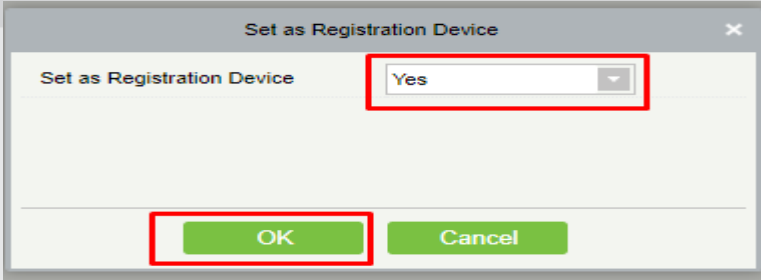 Set as Registration Device
Set as Registration Device Yes
OK Cancel